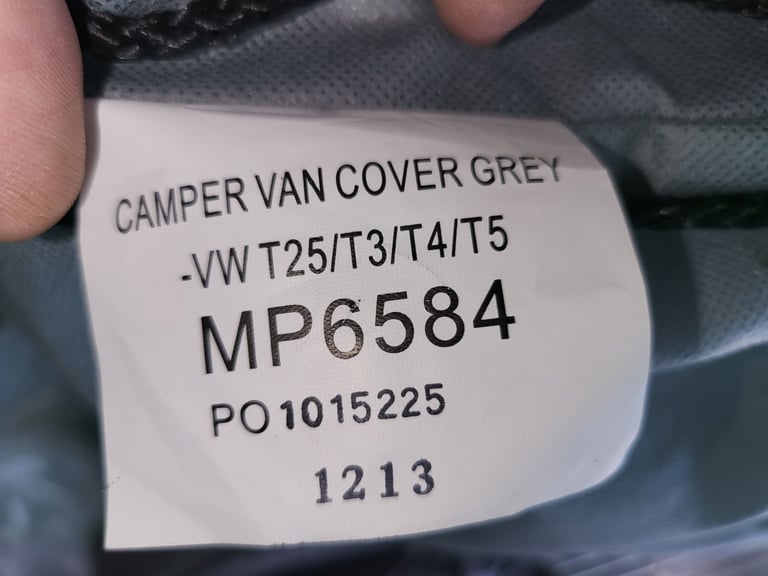 CAMPER VAN COVER GREY
-VW T25/T3/T4/T5
MP6584
PO1015225
1213